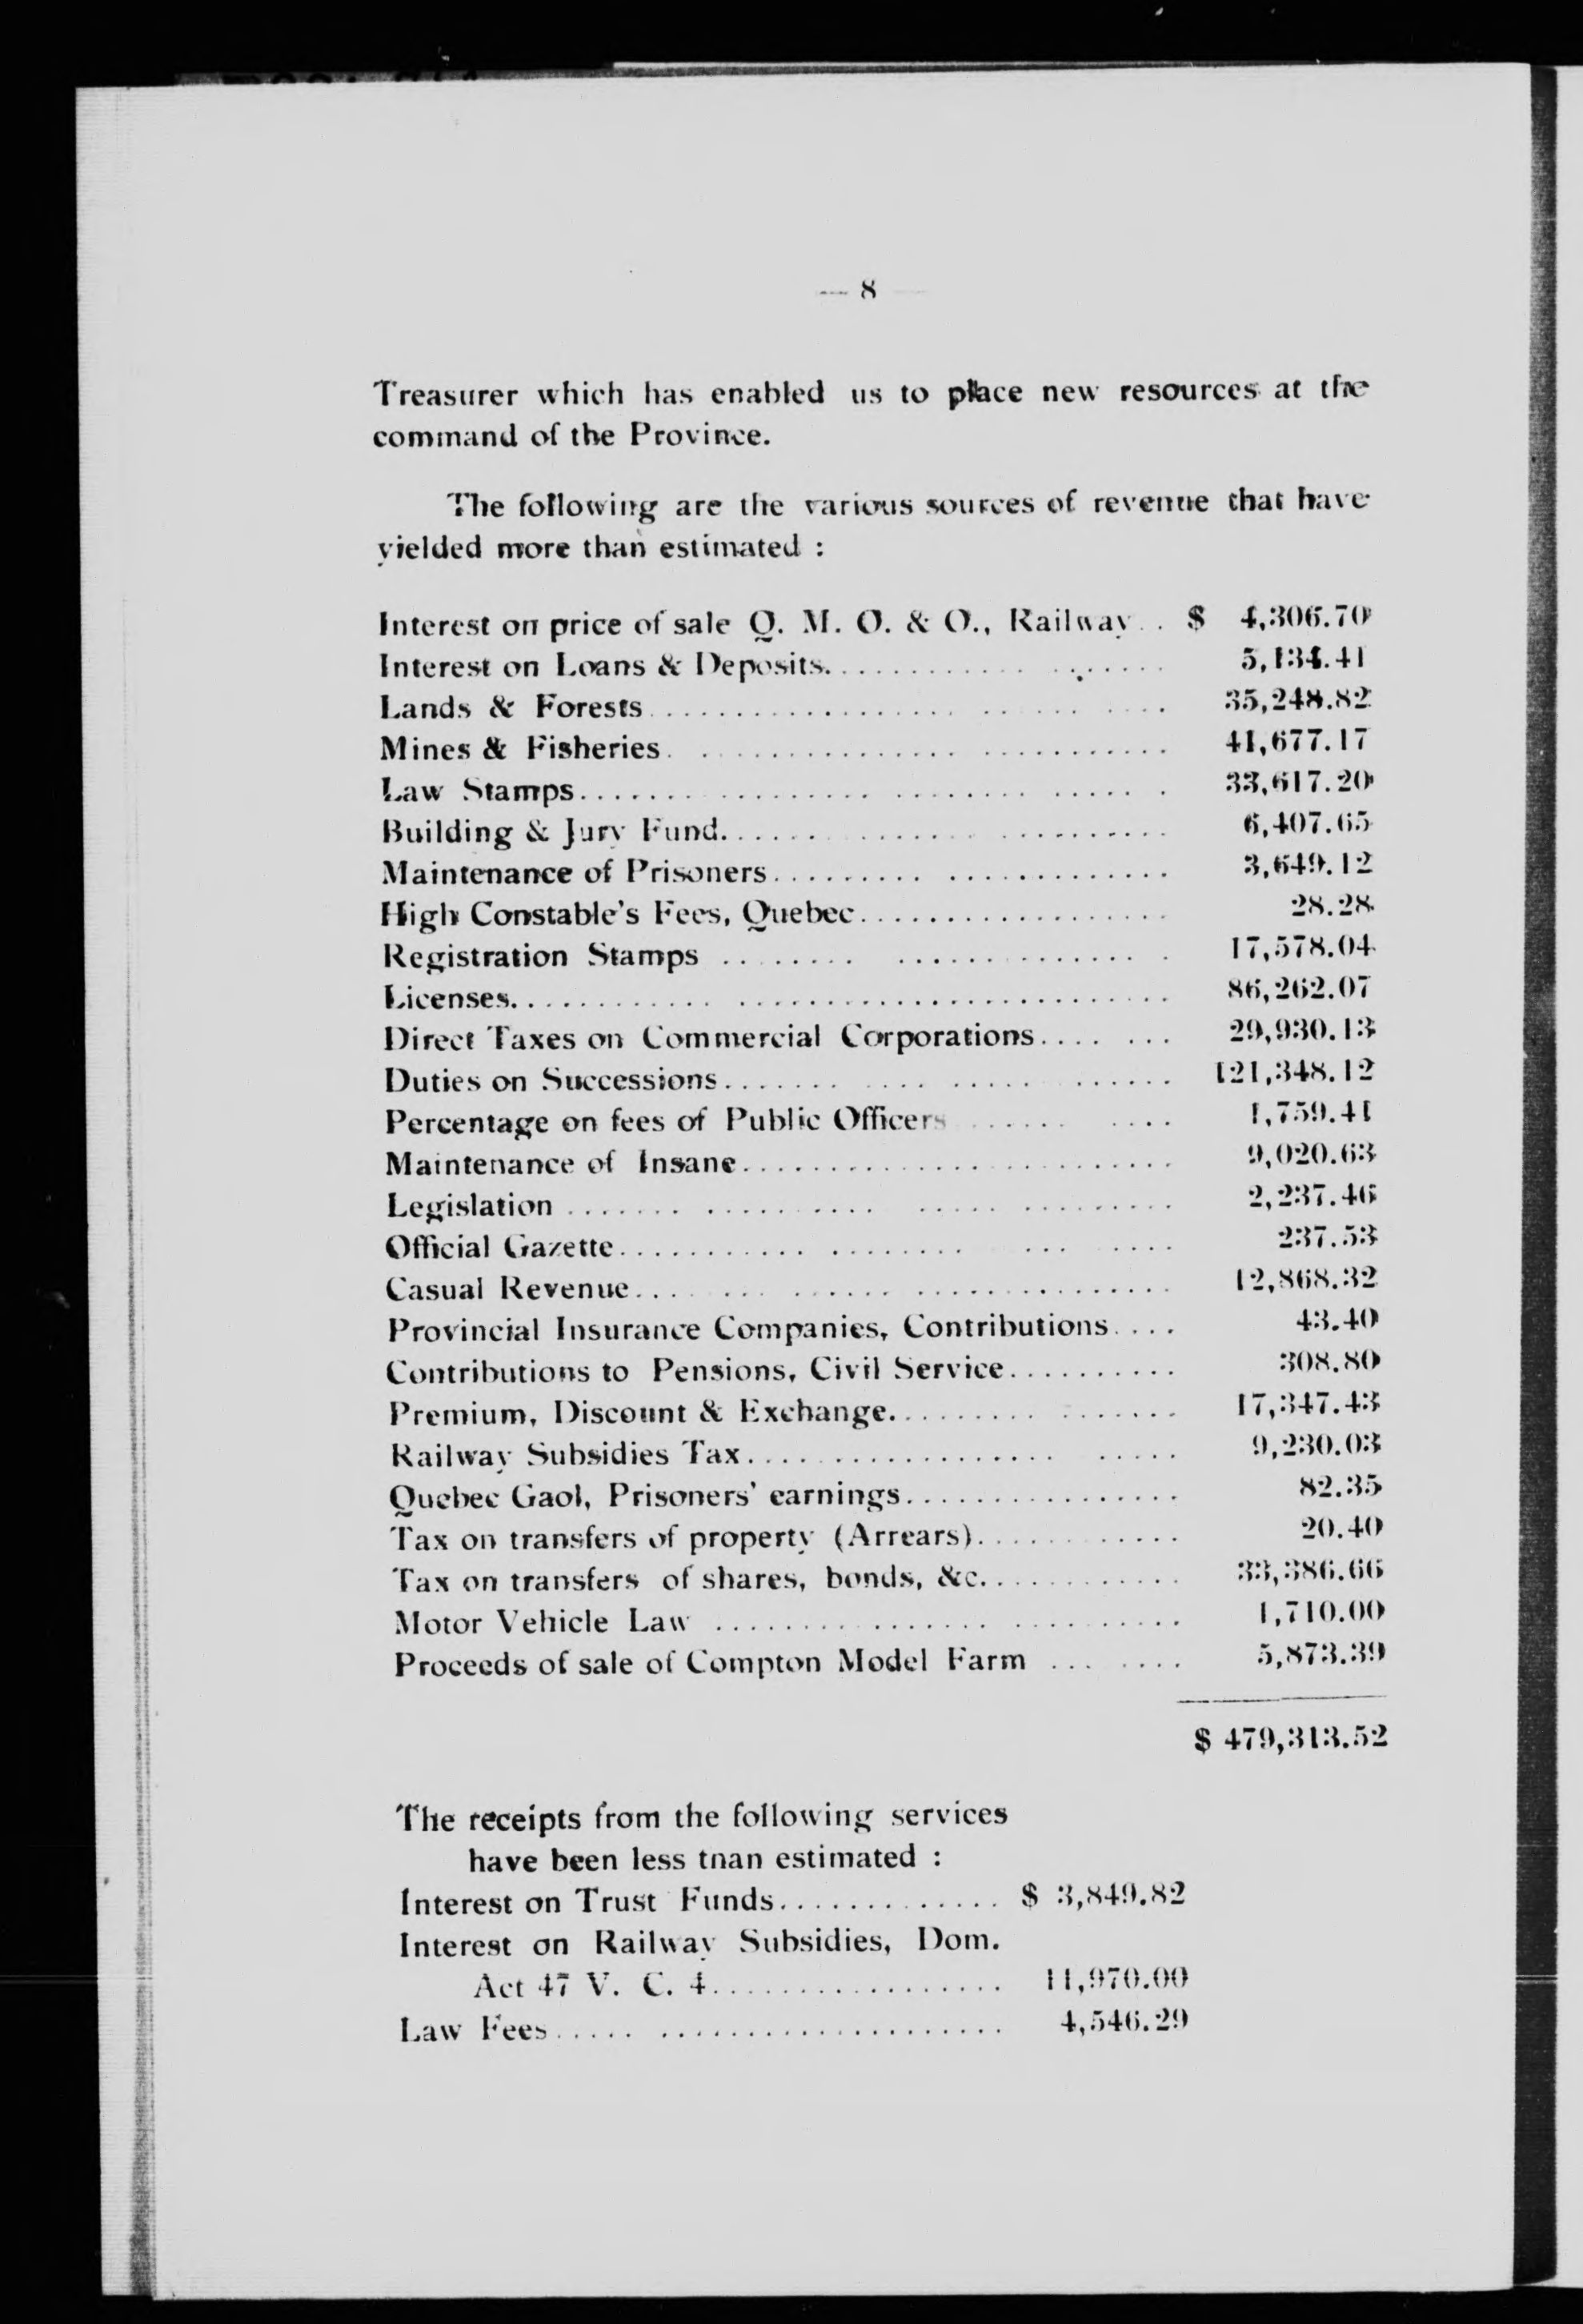 — 8 —
Treasurer which has enabled us to place new resources at the
command of the Province.
The following are the various sources of revenue that have
yielded more than estimated :
Interest on price of sale Q. M. O. & O., Railway.. $ 4,306.70
Interest on Loans & Deposits.................... 5,134.41
Lands & Forests.................... 35,248.82
Mines & Fisheries.................... 41,677.17
Law Stamps.................... 33,617.20
Building & Jury Fund.................... 6,407.65
Maintenance of Prisoners.................... 3,649.12
High Constable's Fees, Quebec.................. 28.28
Registration Stamps .................... 17,578.04
Licenses.................... 86,262.07
Direct Taxes on Commercial Corporations....... 29,930.13
Duties on Successions.................... 121,348.12
Percentage on fees of Public Officers .......... 1,759.41
Maintenance of Insane......................... 9,020.63
Legislation .................... 2,237.46
Official Gazette.................... 237.53
Casual Revenue.................... 12,868.32
Provincial Insurance Companies, Contributions.... 43.40
Contributions to Pensions, Civil Service.......... 308.80
Premium, Discount & Exchange................ 17,347.43
Railway Subsidies Tax.................... 9,230.03
Quebec Gaol, Prisoners' earnings................ 82.35
Tax on transfers of property (Arrears)............ 20.40
Tax on transfers of shares, bonds, &c............ 33,386.66
Motor Vehicle Law .................... 1,710.00
Proceeds of sale of Compton Model Farm ........ 5,873.39
$ 479,313.52
The receipts from the following services
have been less tnan estimated :
Interest on Trust Funds............. $ 3,849.82
Interest on Railway Subsidies, Dom.
Act 47 V. C. 4................. 11,970.00
Law Fees.................... 4,546.29